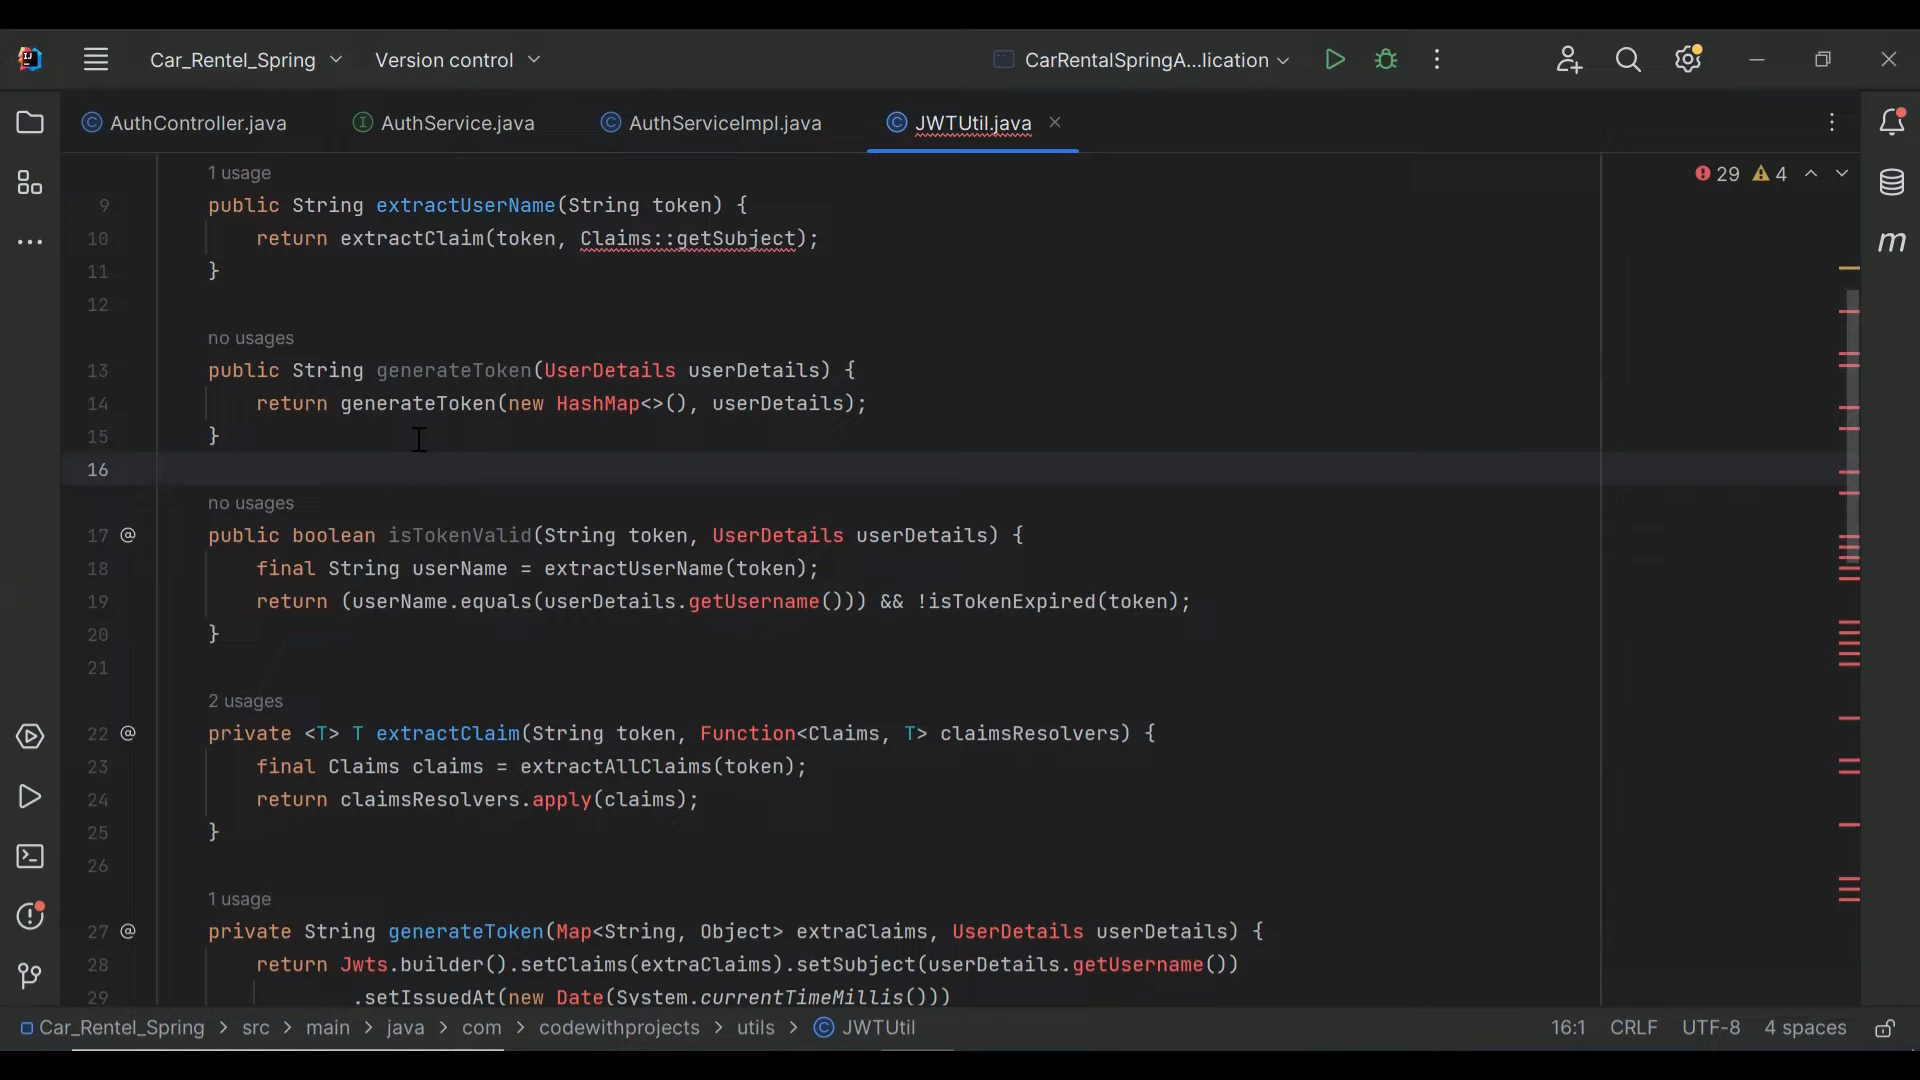 Car_Rentel_Spring Version control CarRentalSpringA...lication
AuthController.java AuthService.java AuthServiceImpl.java JWTUtil.java
29 4
1 usage
9 public String extractUserName(String token) {
10 return extractClaim(token, Claims::getSubject);
11 }
12
no usages
13 public String generateToken(UserDetails userDetails) {
14 return generateToken(new HashMap<>(), userDetails);
15 }
16
no usages
17 @ public boolean isTokenValid(String token, UserDetails userDetails) {
18 final String userName = extractUserName(token);
19 return (userName.equals(userDetails.getUsername())) && !isTokenExpired(token);
20 }
21
2 usages
22 @ private <T> T extractClaim(String token, Function<Claims, T> claimsResolvers) {
23 final Claims claims = extractAllClaims(token);
24 return claimsResolvers.apply(claims);
25 }
26
1 usage
27 @ private String generateToken(Map<String, Object> extraClaims, UserDetails userDetails) {
28 return Jwts.builder().setClaims(extraClaims).setSubject(userDetails.getUsername())
29 .setIssuedAt(new Date(System.currentTimeMillis()))
Car_Rentel_Spring > src > main > java > com > codewithprojects > utils > JWTUtil 16:1 CRLF UTF-8 4 spaces